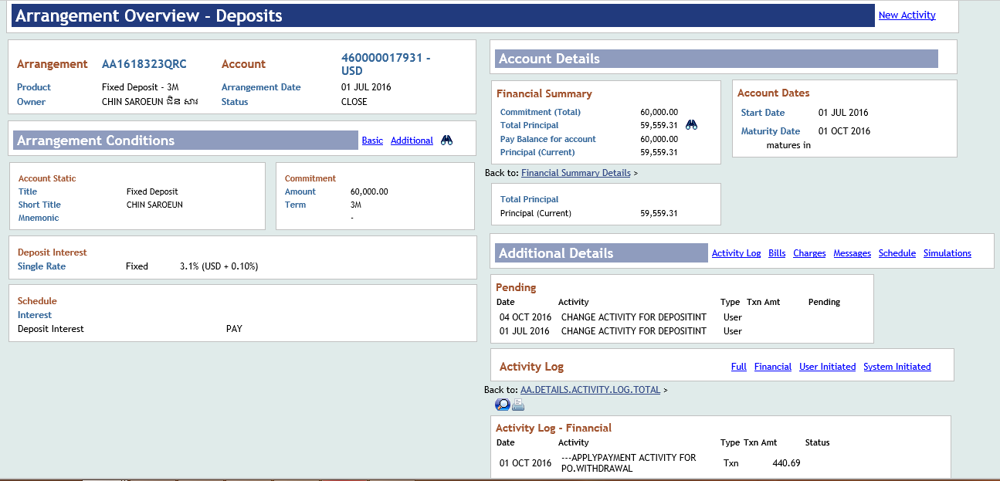 Arrangement Overview - Deposits
New Activity
Arrangement AA1618323QRC Account 460000017931 - USD
Product Fixed Deposit - 3M Arrangement Date 01 JUL 2016
Owner CHIN SAROEUN ជិន សារ Status CLOSE
Arrangement Conditions Basic Additional
Account Static
Title Fixed Deposit
Short Title CHIN SAROEUN
Mnemonic
Commitment
Amount 60,000.00
Term 3M
-
Deposit Interest
Single Rate Fixed 3.1% (USD + 0.10%)
Schedule
Interest
Deposit Interest PAY
Account Details
Financial Summary
Commitment (Total) 60,000.00
Total Principal 59,559.31
Pay Balance for account 60,000.00
Principal (Current) 59,559.31
Account Dates
Start Date 01 JUL 2016
Maturity Date 01 OCT 2016
matures in
Back to: Financial Summary Details >
Total Principal
Principal (Current) 59,559.31
Additional Details Activity Log Bills Charges Messages Schedule Simulations
Pending
Date Activity Type Txn Amt Pending
04 OCT 2016 CHANGE ACTIVITY FOR DEPOSITINT User
01 JUL 2016 CHANGE ACTIVITY FOR DEPOSITINT User
Activity Log Full Financial User Initiated System Initiated
Back to: AA.DETAILS.ACTIVITY.LOG.TOTAL >
Activity Log - Financial
Date Activity Type Txn Amt Status
01 OCT 2016 ---APPLYPAYMENT ACTIVITY FOR PO.WITHDRAWAL Txn 440.69